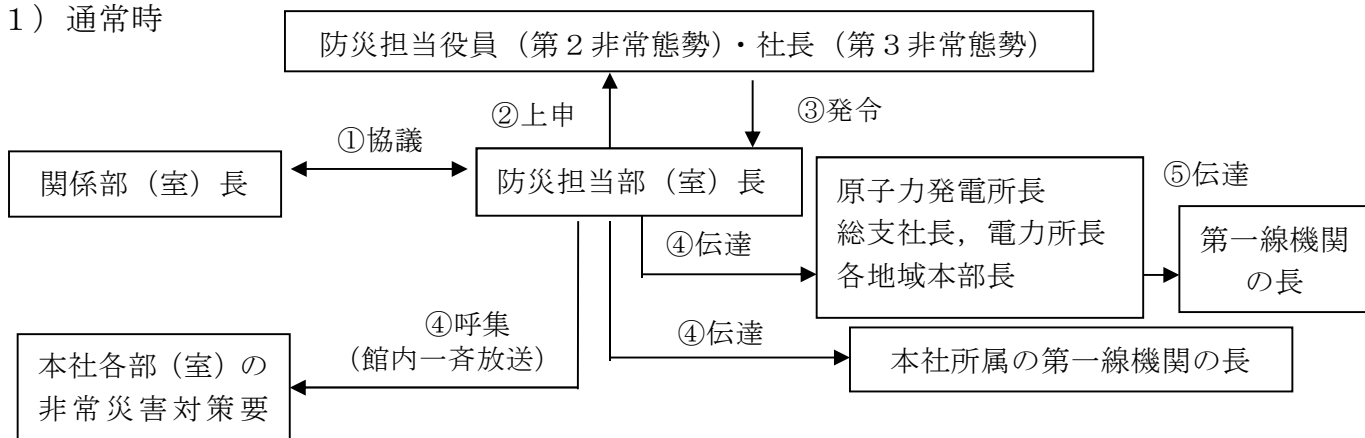 1）通常時
防災担当役員（第２非常態勢）・社長（第３非常態勢）
②上申
③発令
①協議
関係部（室）長
防災担当部（室）長
原子力発電所長
総支社長，電力所長
各地域本部長
⑤伝達
④伝達
第一線機関
の長
④呼集
（館内一斉放送）
④伝達
本社各部（室）の
非常災害対策要
本社所属の第一線機関の長